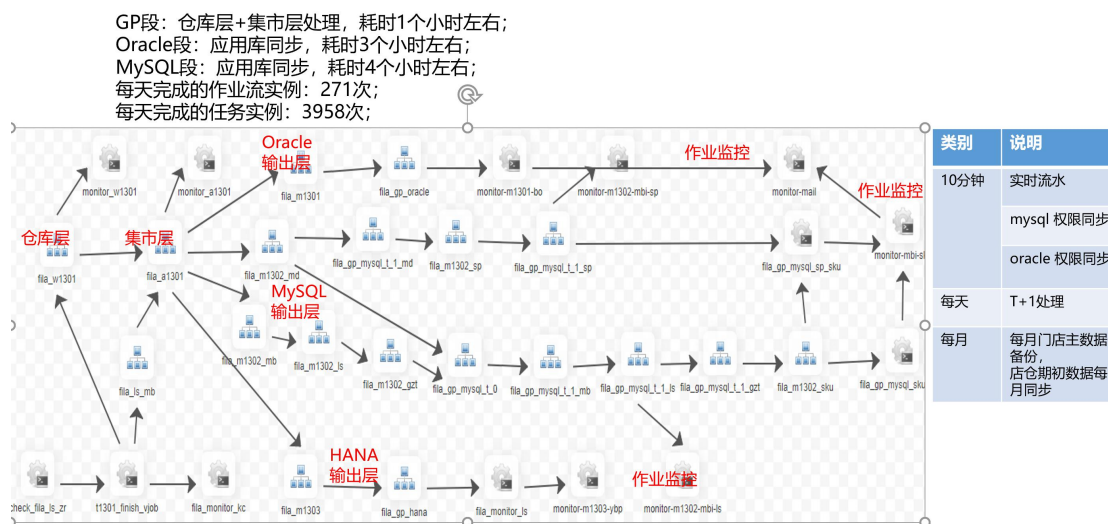 GP段：仓库层+集市层处理，耗时1个小时左右；
Oracle段：应用库同步，耗时3个小时左右；
MySQL段：应用库同步，耗时4个小时左右；
每天完成的作业流实例：271次；
每天完成的任务实例：3958次；
Oracle
输出层
作业监控
monitor_w1301
monitor_a1301
fila_m1301
fila_gp_oracle
monitor-m1301-bo
monitor-m1302-mbi-sp
monitor-mail
作业监控
仓库层
集市层
fila_w1301
fila_a1301
fila_m1302_md
fila_gp_mysql_t_1_md
fila_m1302_sp
fila_gp_mysql_t_1_sp
fila_gp_mysql_sp_sku
monitor-mbi-sl
MySQL
输出层
fila_ls_mb
fila_m1302_mb
fila_m1302_ls
fila_m1302_gzt
fila_gp_mysql_t_0
fila_gp_mysql_t_1_mb
fila_gp_mysql_t_1_ls
fila_gp_mysql_t_1_gzt
fila_m1302_sku
fila_gp_mysql_sku
HANA
输出层
作业监控
check_fila_ls_zr
t1301_finish_vjob
fila_monitor_kc
fila_m1303
fila_gp_hana
fila_monitor_ls
monitor-m1303-ybp
monitor-m1302-mbi-ls
类别 说明
10分钟 实时流水
mysql 权限同步
oracle 权限同步
每天 T+1处理
每月 每月门店主数据
备份，
店仓期初数据每
月同步